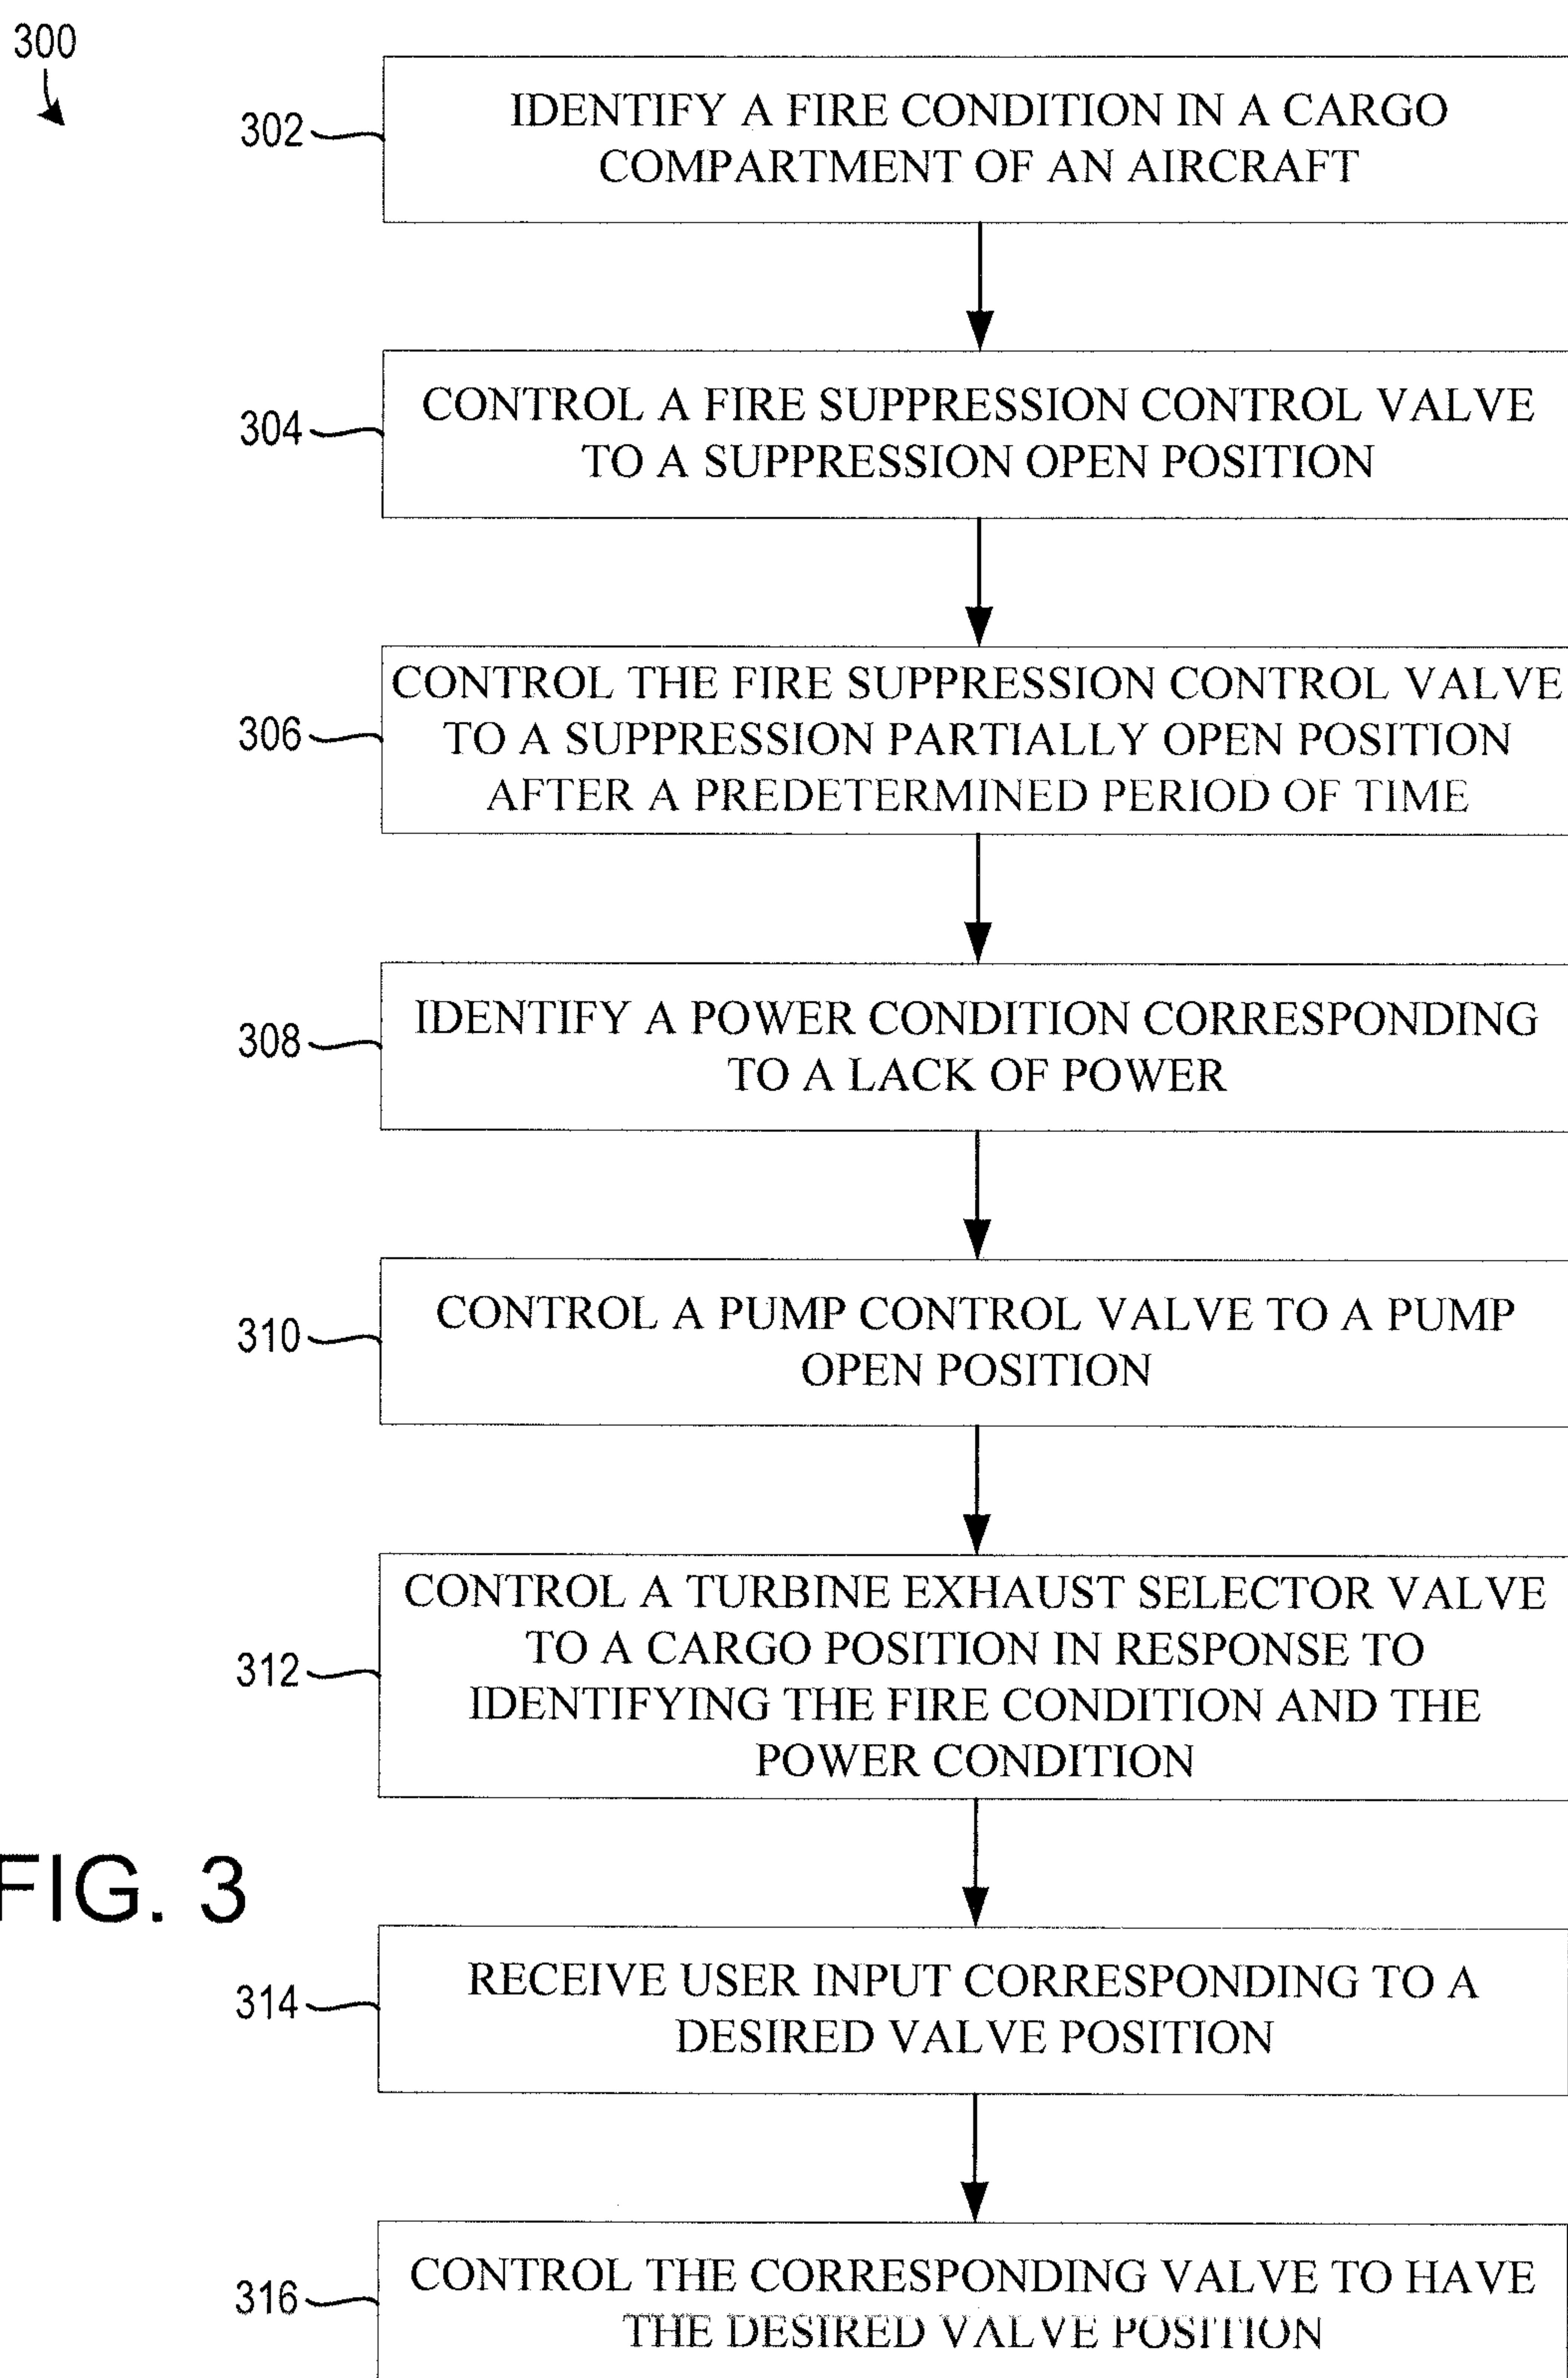 300
302
IDENTIFY A FIRE CONDITION IN A CARGO
COMPARTMENT OF AN AIRCRAFT
304
CONTROL A FIRE SUPPRESSION CONTROL VALVE
TO A SUPPRESSION OPEN POSITION
306
CONTROL THE FIRE SUPPRESSION CONTROL VALVE
TO A SUPPRESSION PARTIALLY OPEN POSITION
AFTER A PREDETERMINED PERIOD OF TIME
308
IDENTIFY A POWER CONDITION CORRESPONDING
TO A LACK OF POWER
310
CONTROL A PUMP CONTROL VALVE TO A PUMP
OPEN POSITION
312
CONTROL A TURBINE EXHAUST SELECTOR VALVE
TO A CARGO POSITION IN RESPONSE TO
IDENTIFYING THE FIRE CONDITION AND THE
POWER CONDITION
FIG. 3
314
RECEIVE USER INPUT CORRESPONDING TO A
DESIRED VALVE POSITION
316
CONTROL THE CORRESPONDING VALVE TO HAVE
THE DESIRED VALVE POSITION